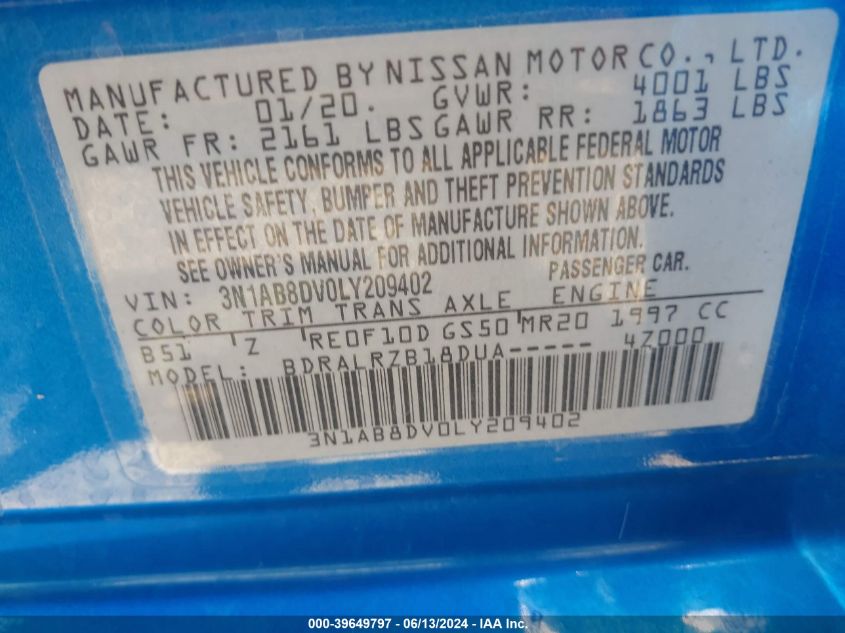 MANUFACTURED BY NISSAN MOTOR CO., LTD.
DATE: 01/20. GVWR: 4001 LBS
GAWR FR: 2161 LBS GAWR RR: 1863 LBS
THIS VEHICLE CONFORMS TO ALL APPLICABLE FEDERAL MOTOR
VEHICLE SAFETY, BUMPER AND THEFT PREVENTION STANDARDS
IN EFFECT ON THE DATE OF MANUFACTURE SHOWN ABOVE.
SEE OWNER'S MANUAL FOR ADDITIONAL INFORMATION.
PASSENGER CAR.
VIN: 3N1AB8DV0LY209402
COLOR TRIM TRANS AXLE ENGINE
B51 Z RE0F10D GS50 MR20 1997 CC
MODEL: BDRALRZB18DUA----- 4Z000
3N1AB8DV0LY209402
000-39649797 - 06/13/2024 - IAA Inc.